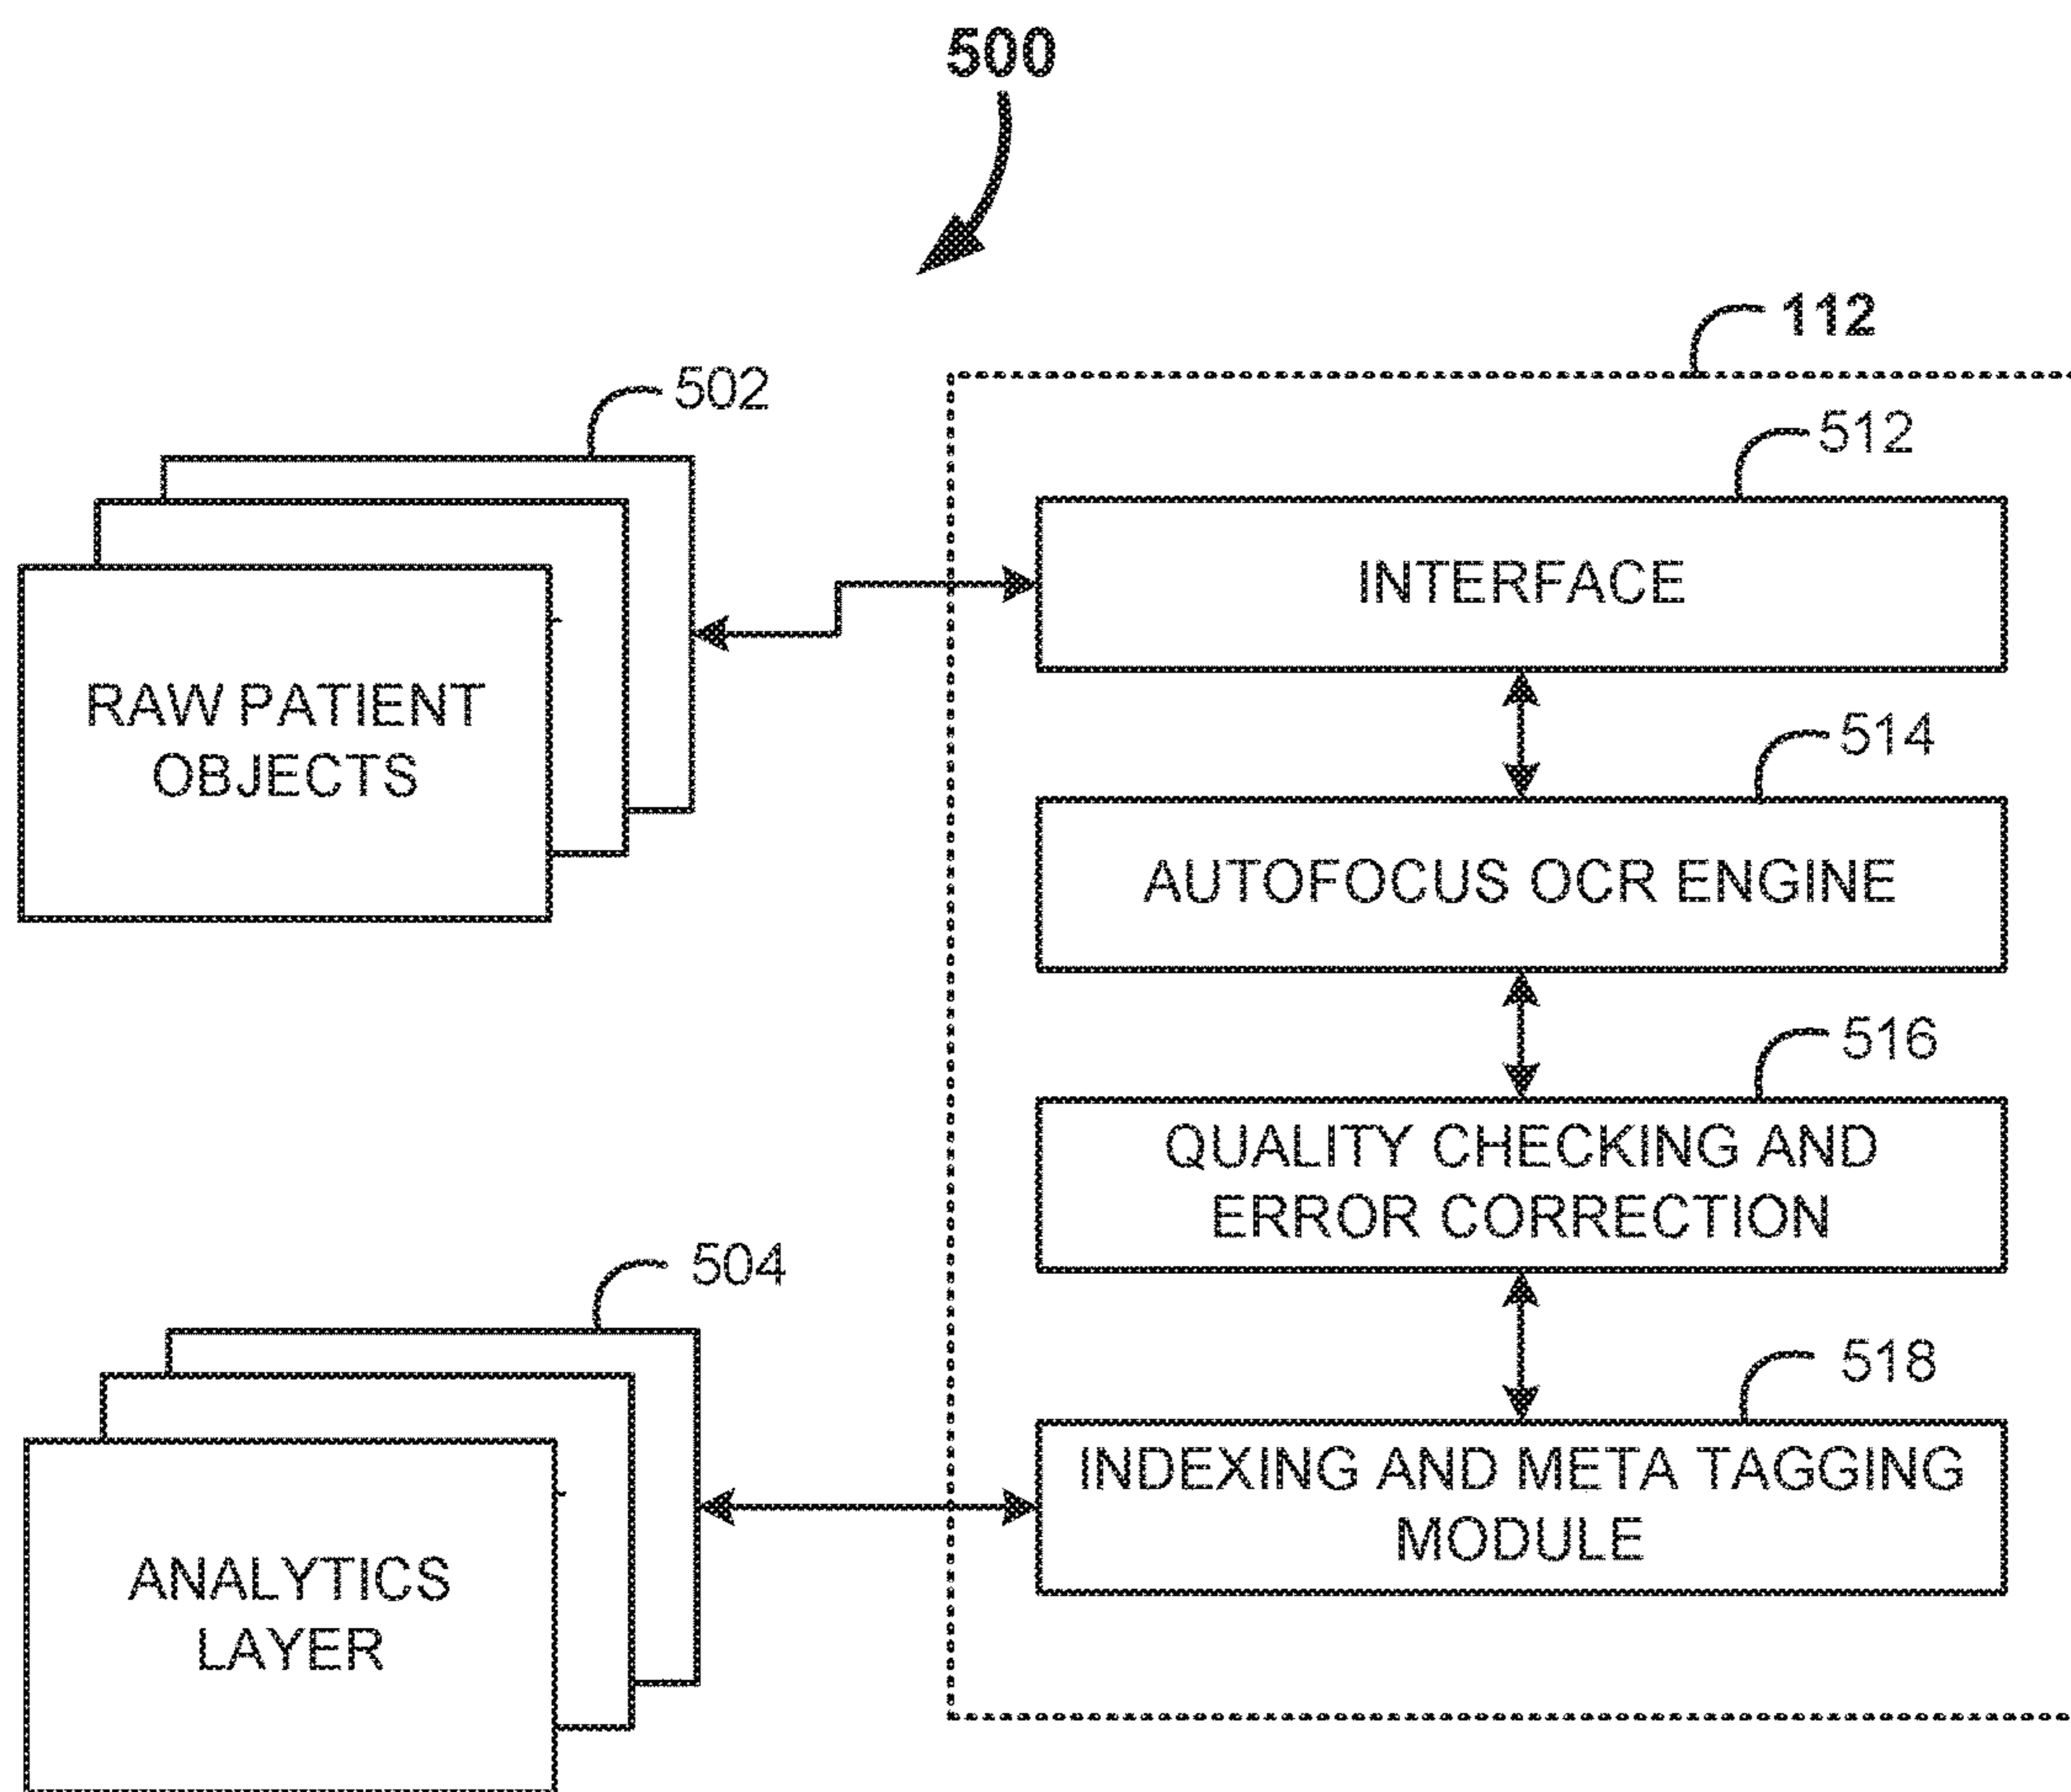 500
112
502
512
INTERFACE
RAW PATIENT
OBJECTS
514
AUTOFOCUS OCR ENGINE
516
QUALITY CHECKING AND
ERROR CORRECTION
504
518
INDEXING AND META TAGGING
MODULE
ANALYTICS
LAYER